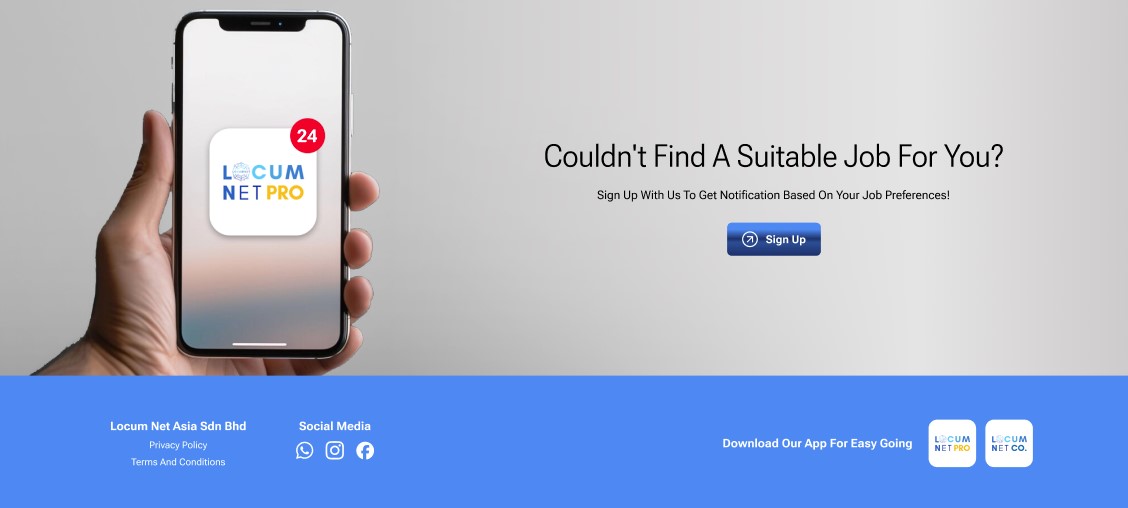 24
LOCUM
NET PRO
Couldn't Find A Suitable Job For You?
Sign Up With Us To Get Notification Based On Your Job Preferences!
Sign Up
Locum Net Asia Sdn Bhd
Privacy Policy
Terms And Conditions
Social Media
Download Our App For Easy Going
LOCUM
NET PRO
LOCUM
NET CO.